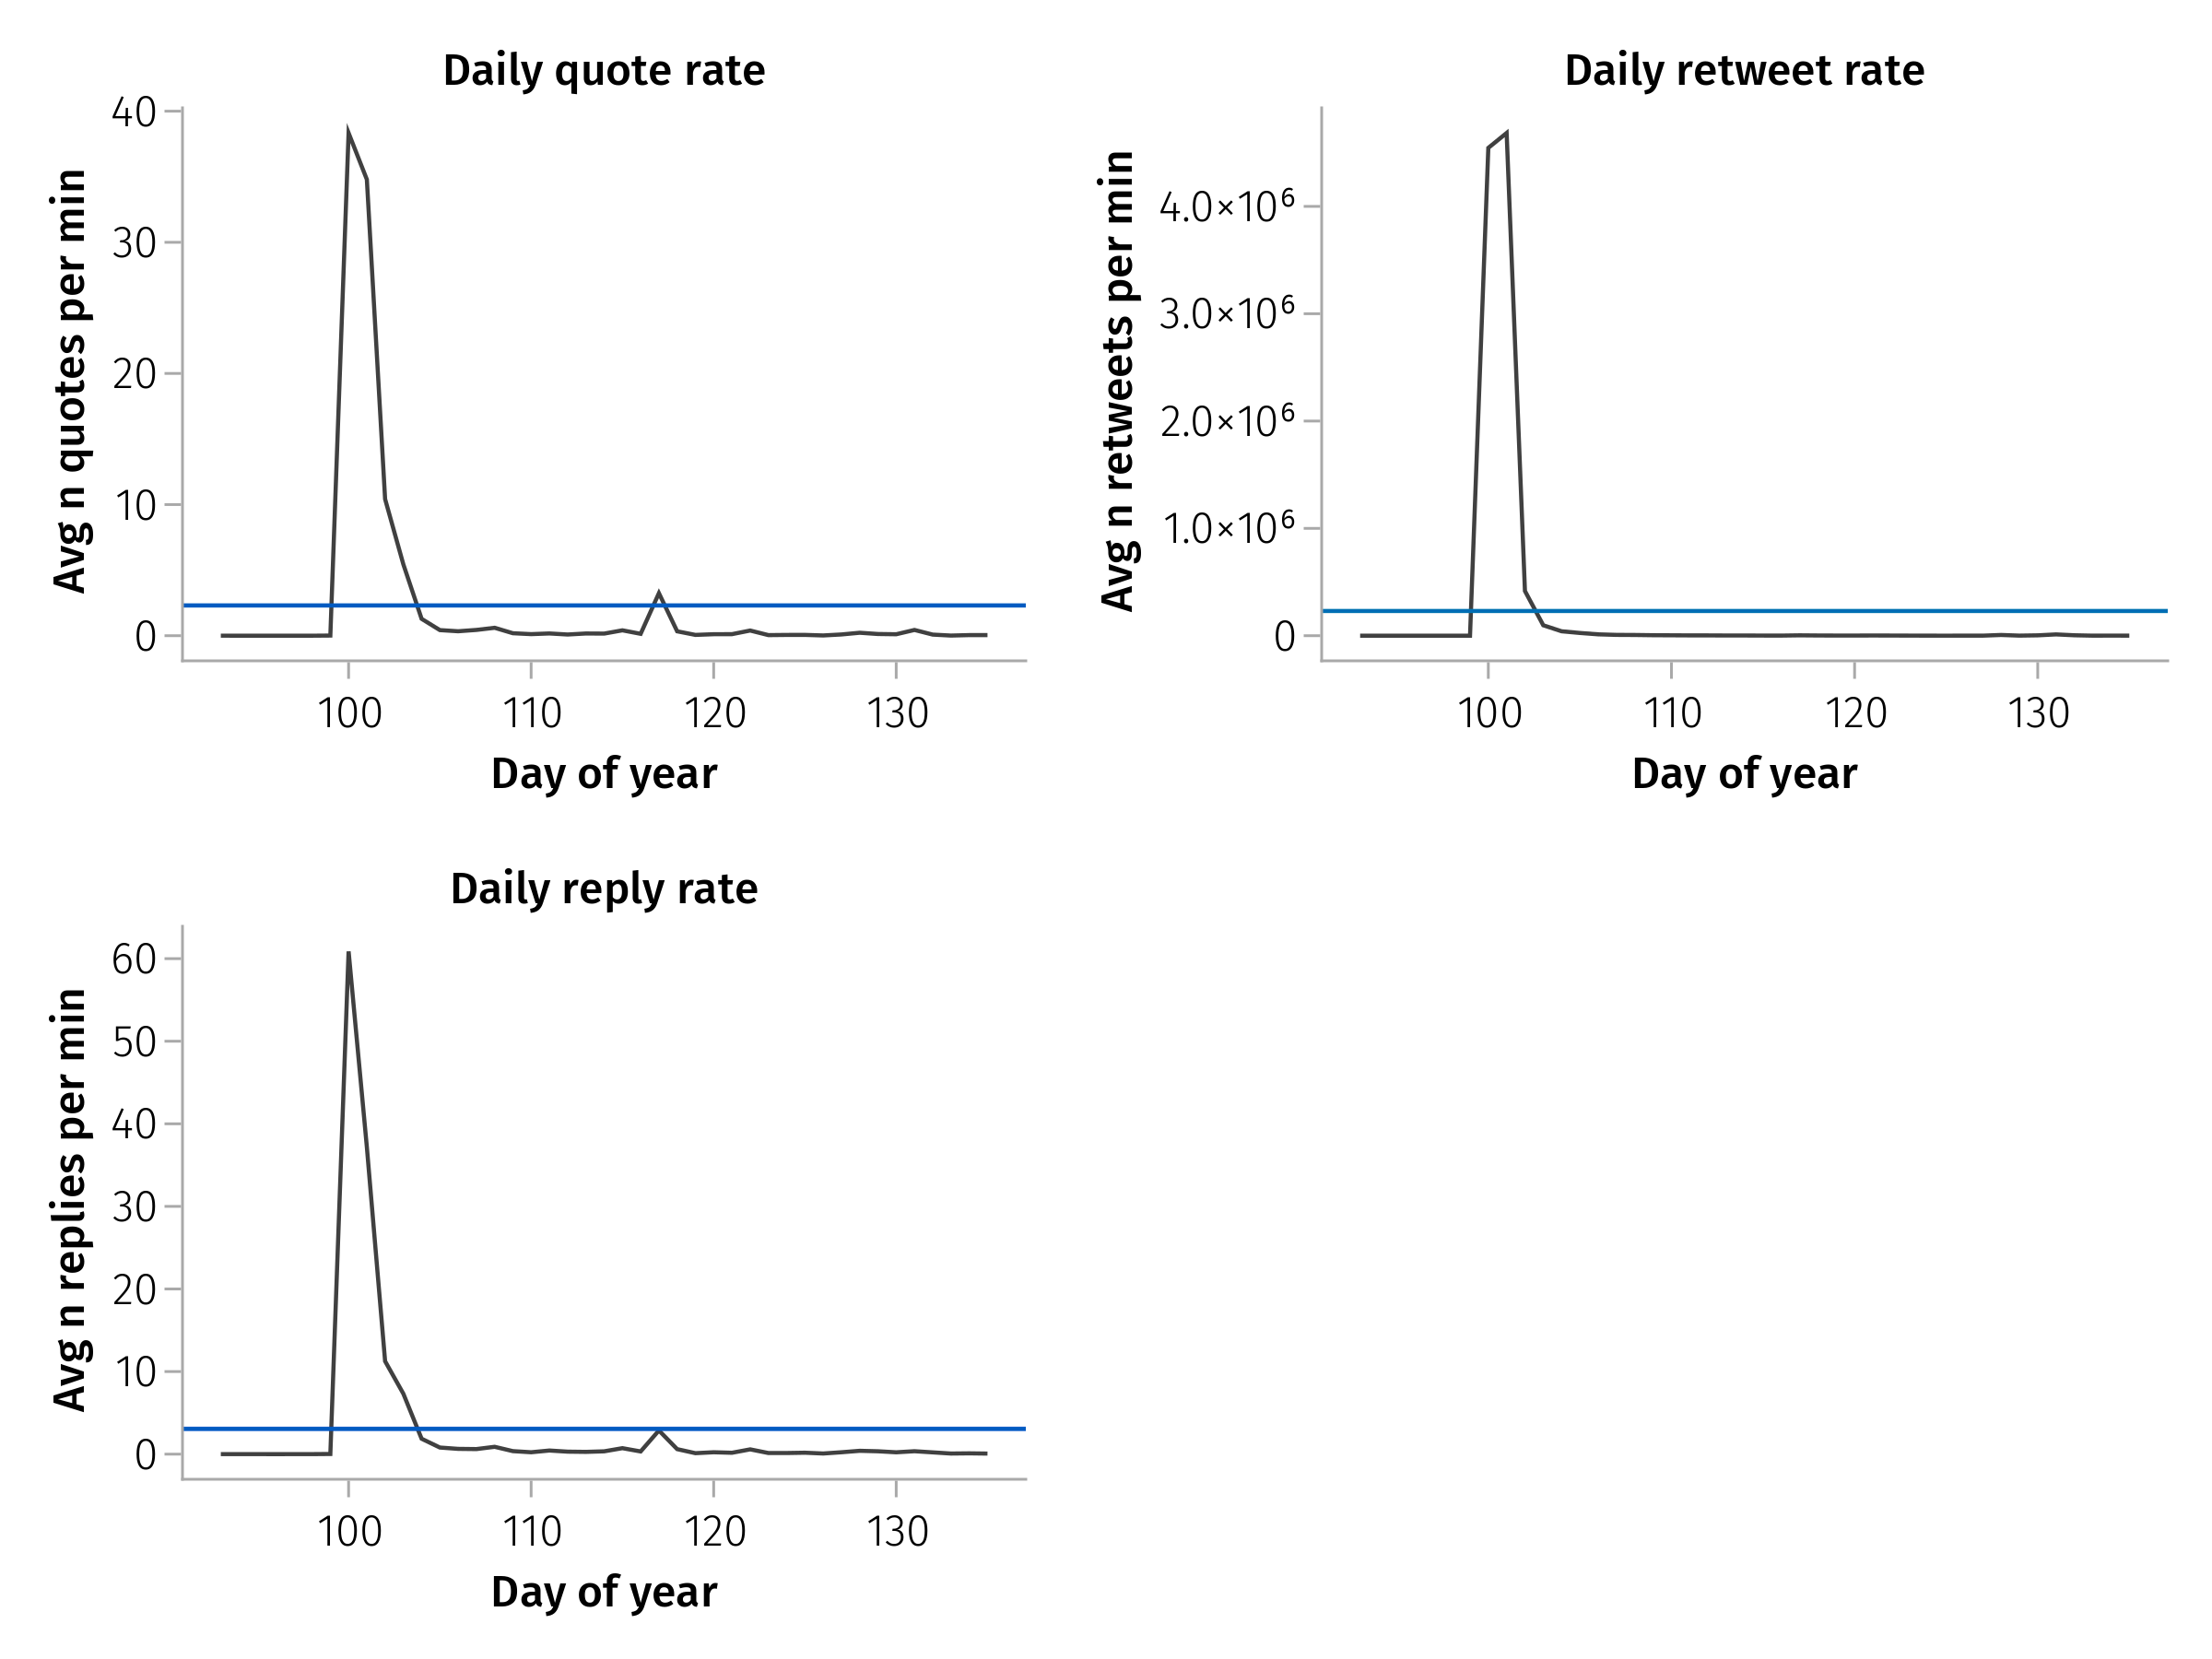 Daily quote rate
Avg n quotes per min
40
30
20
10
0
100 110 120 130
Day of year
Daily retweet rate
Avg n retweets per min
4.0×10⁶
3.0×10⁶
2.0×10⁶
1.0×10⁶
0
100 110 120 130
Day of year
Daily reply rate
Avg n replies per min
60
50
40
30
20
10
0
100 110 120 130
Day of year